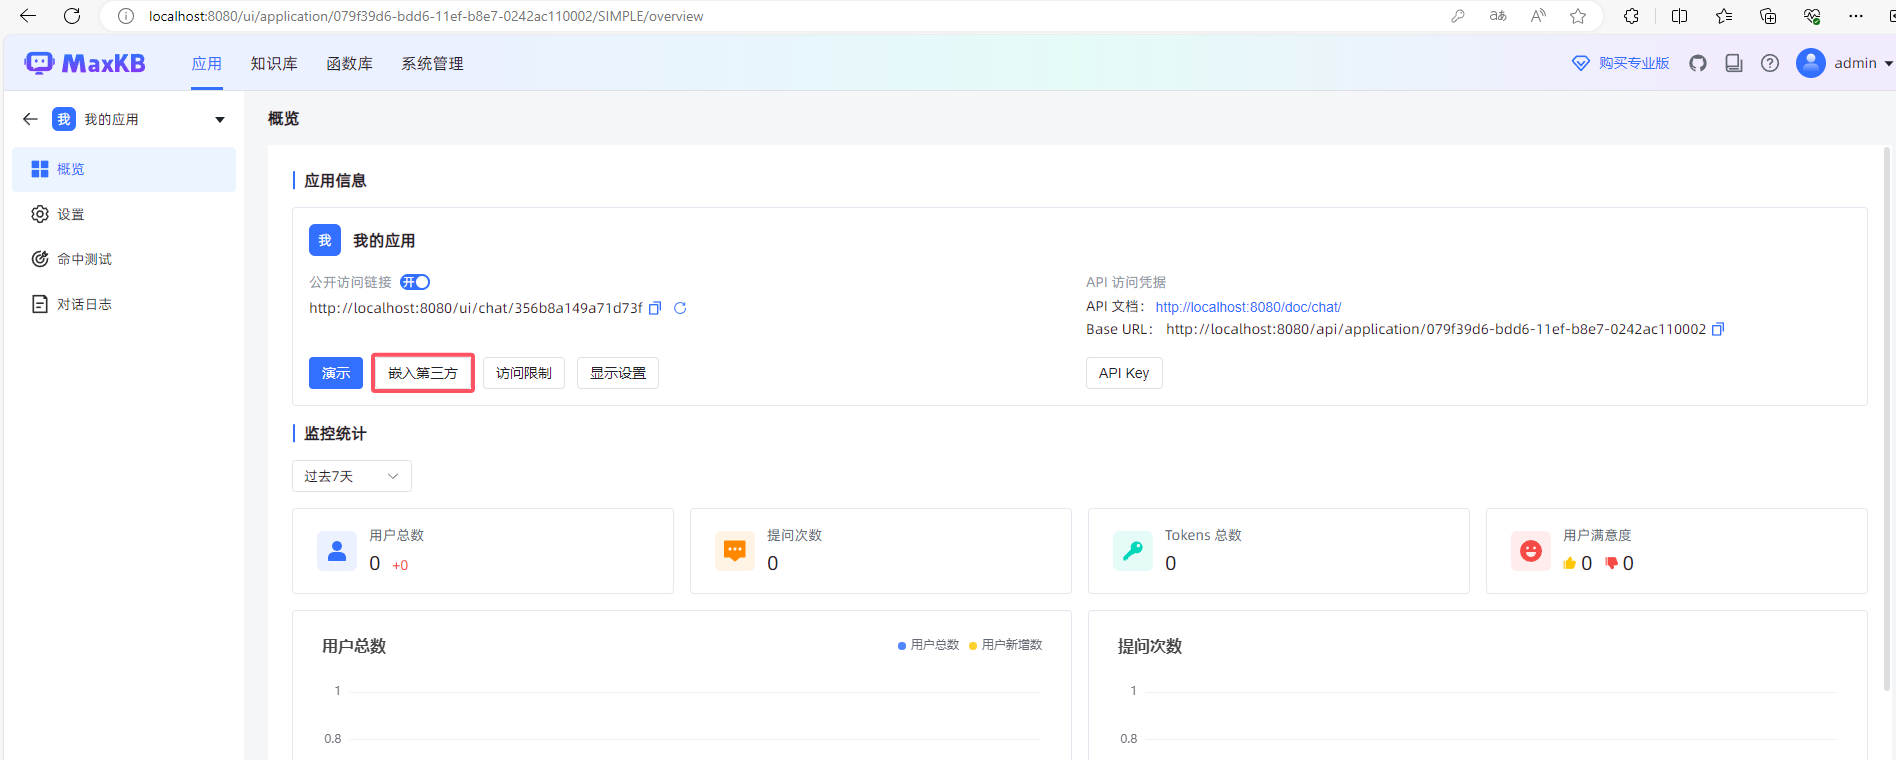 localhost:8080/ui/application/079f39d6-bdd6-11ef-b8e7-0242ac110002/SIMPLE/overview
MaxKB 应用 知识库 函数库 系统管理 购买专业版 admin
我 我的应用
概览
设置
命中测试
对话日志
概览
应用信息
我 我的应用
公开访问链接 开
http://localhost:8080/ui/chat/356b8a149a71d73f
API 访问凭据
API 文档： http://localhost:8080/doc/chat/
Base URL： http://localhost:8080/api/application/079f39d6-bdd6-11ef-b8e7-0242ac110002
演示 嵌入第三方 访问限制 显示设置 API Key
监控统计
过去7天
用户总数
0 +0
提问次数
0
Tokens 总数
0
用户满意度
0 0
用户总数 用户总数 用户新增数
1
0.8
提问次数
1
0.8